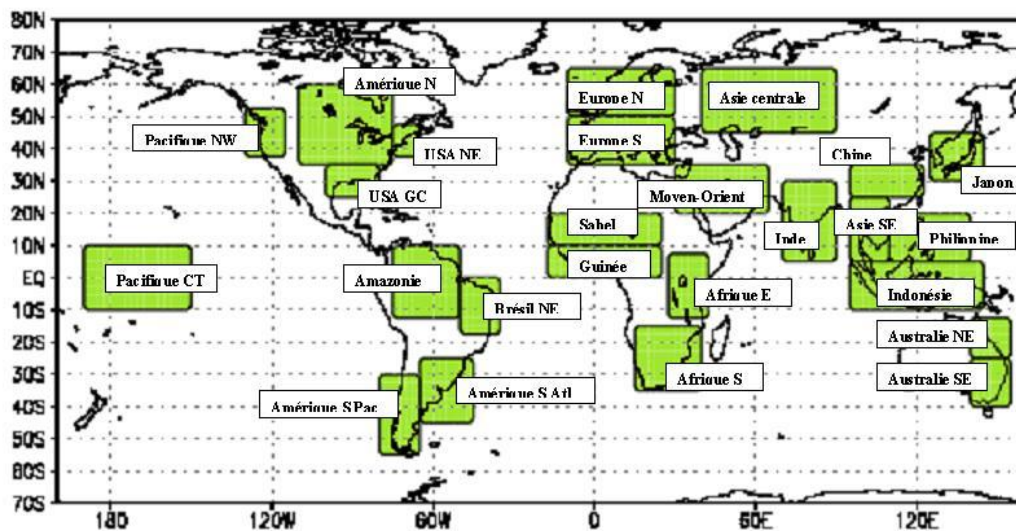 80N
70N
60N
50N
40N
30N
20N
10N
EQ
10S
20S
30S
40S
50S
60S
70S
Amérique N
Europe N
Asie centrale
Pacifique NW
USA NE
Europe S
Chine
Japon
USA GC
Moyen-Orient
Sahel
Inde
Asie SE
Philippine
Pacifique CT
Amazonie
Guinée
Afrique E
Indonésie
Brésil NE
Australie NE
Amérique S Pac
Amérique S Atl
Afrique S
Australie SE
180
120W
60W
0
60E
120E